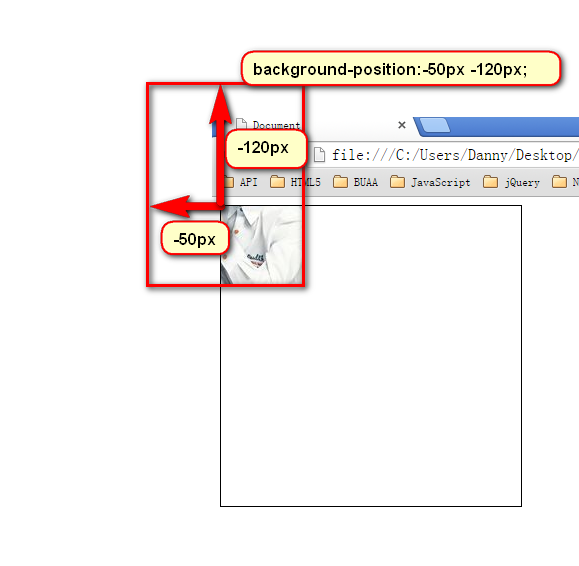 background-position:-50px -120px;
Document
-120px
file:///C:/Users/Danny/Desktop/
API HTML5 BUAA JavaScript jQuery N
-50px